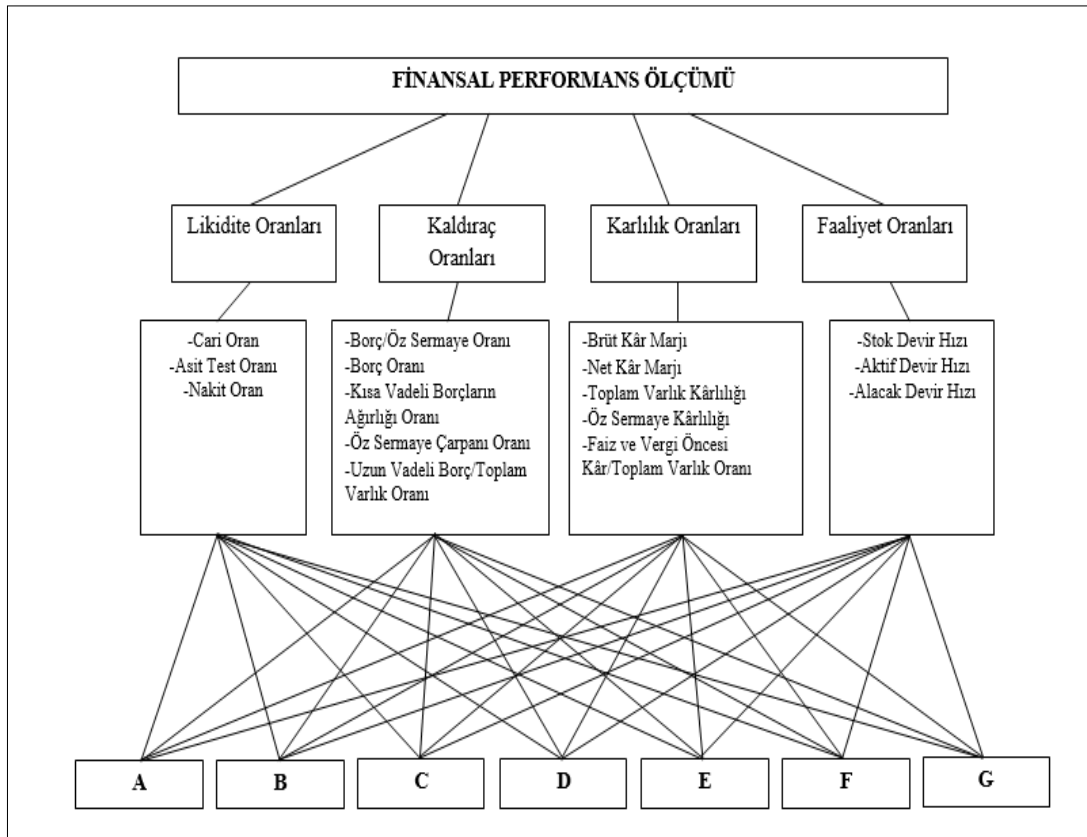 FİNANSAL PERFORMANS ÖLÇÜMÜ
Likidite Oranları
Kaldıraç
Oranları
Karlılık Oranları
Faaliyet Oranları
-Cari Oran
-Asit Test Oranı
-Nakit Oran
-Borç/Öz Sermaye Oranı
-Borç Oranı
-Kısa Vadeli Borçların
Ağırlığı Oranı
-Öz Sermaye Çarpanı Oranı
-Uzun Vadeli Borç/Toplam
Varlık Oranı
-Brüt Kâr Marjı
-Net Kâr Marjı
-Toplam Varlık Kârlılığı
-Öz Sermaye Kârlılığı
-Faiz ve Vergi Öncesi
Kâr/Toplam Varlık Oranı
-Stok Devir Hızı
-Aktif Devir Hızı
-Alacak Devir Hızı
A
B
C
D
E
F
G